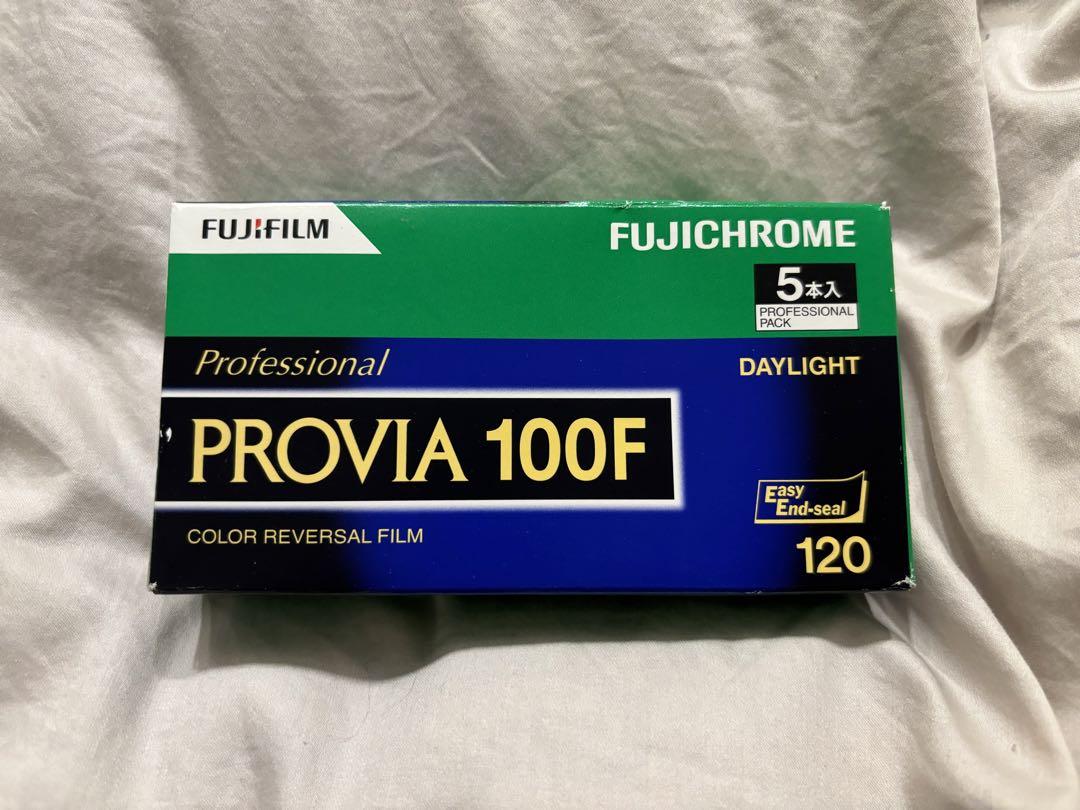 FUJIFILM
FUJICHROME
5本入
PROFESSIONAL
PACK
Professional
DAYLIGHT
PROVIA 100F
Easy
End-seal
COLOR REVERSAL FILM
120